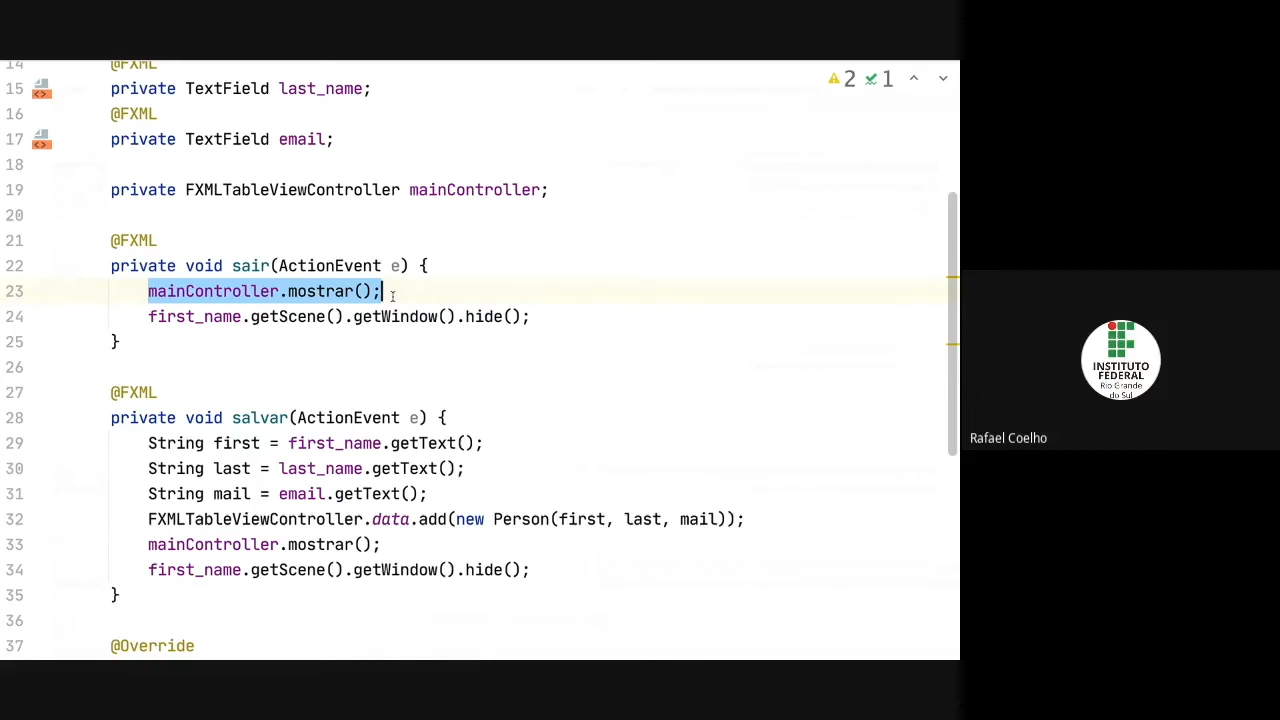 14 @FXML
15 private TextField last_name;
16 @FXML
17 private TextField email;
18
19 private FXMLTableViewController mainController;
20
21 @FXML
22 private void sair(ActionEvent e) {
23 mainController.mostrar();
24 first_name.getScene().getWindow().hide();
25 }
26
27 @FXML
28 private void salvar(ActionEvent e) {
29 String first = first_name.getText();
30 String last = last_name.getText();
31 String mail = email.getText();
32 FXMLTableViewController.data.add(new Person(first, last, mail));
33 mainController.mostrar();
34 first_name.getScene().getWindow().hide();
35 }
36
37 @Override
2 1
INSTITUTO
FEDERAL
Rio Grande
do Sul
Rafael Coelho